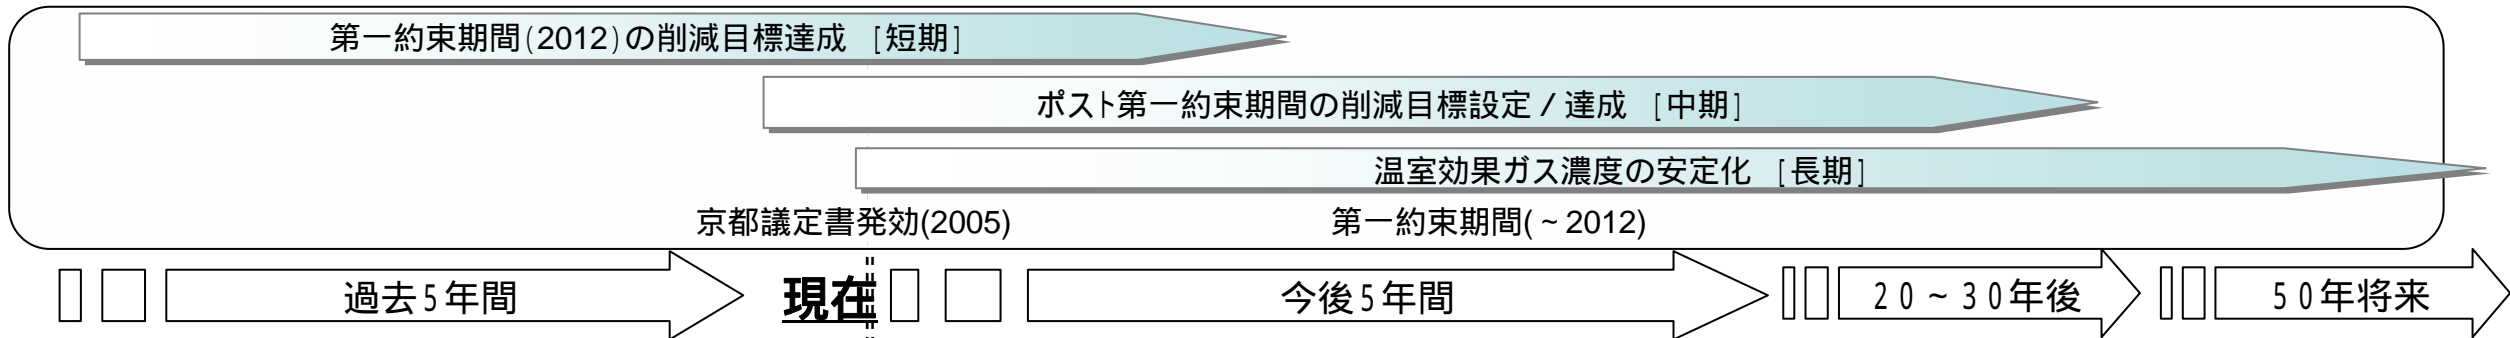 第一約束期間(2012)の削減目標達成 [短期]
ポスト第一約束期間の削減目標設定/達成 [中期]
温室効果ガス濃度の安定化 [長期]
京都議定書発効(2005) 第一約束期間(~2012)
過去5年間 現在 今後5年間 20~30年後 50年将来